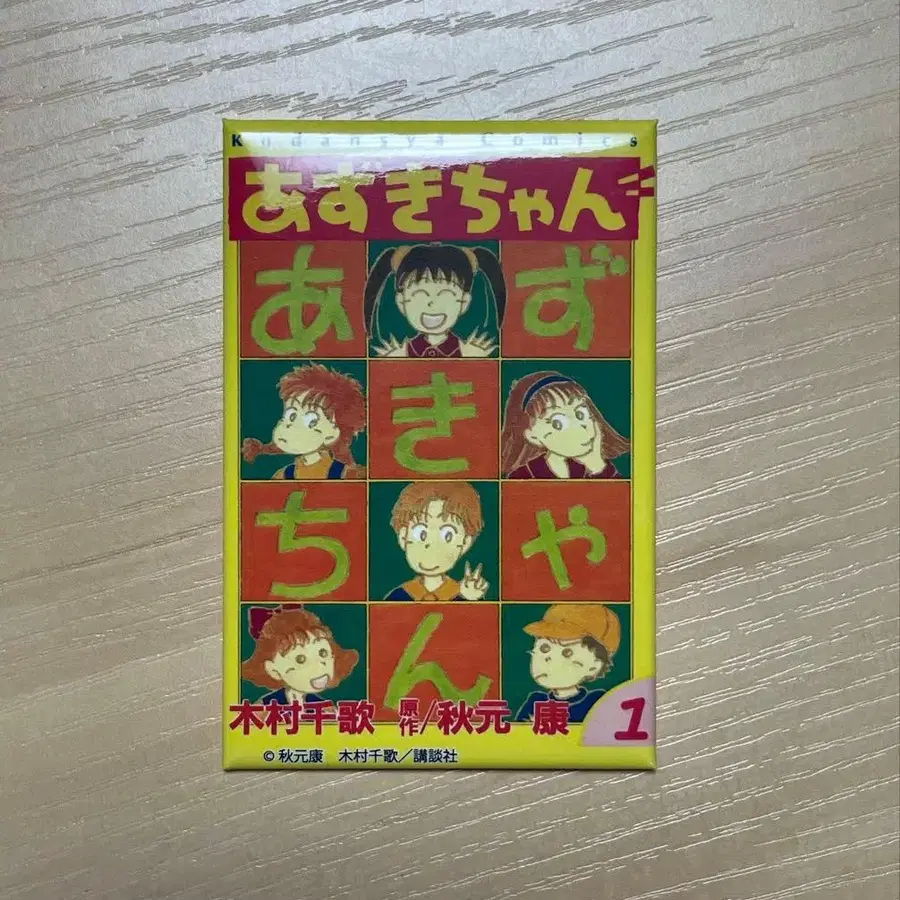 Kodansya Comics
あずきちゃん
あ ず
き
ち ゃ
ん
木村千歌 原作/秋元 康 1
© 秋元康 木村千歌/講談社